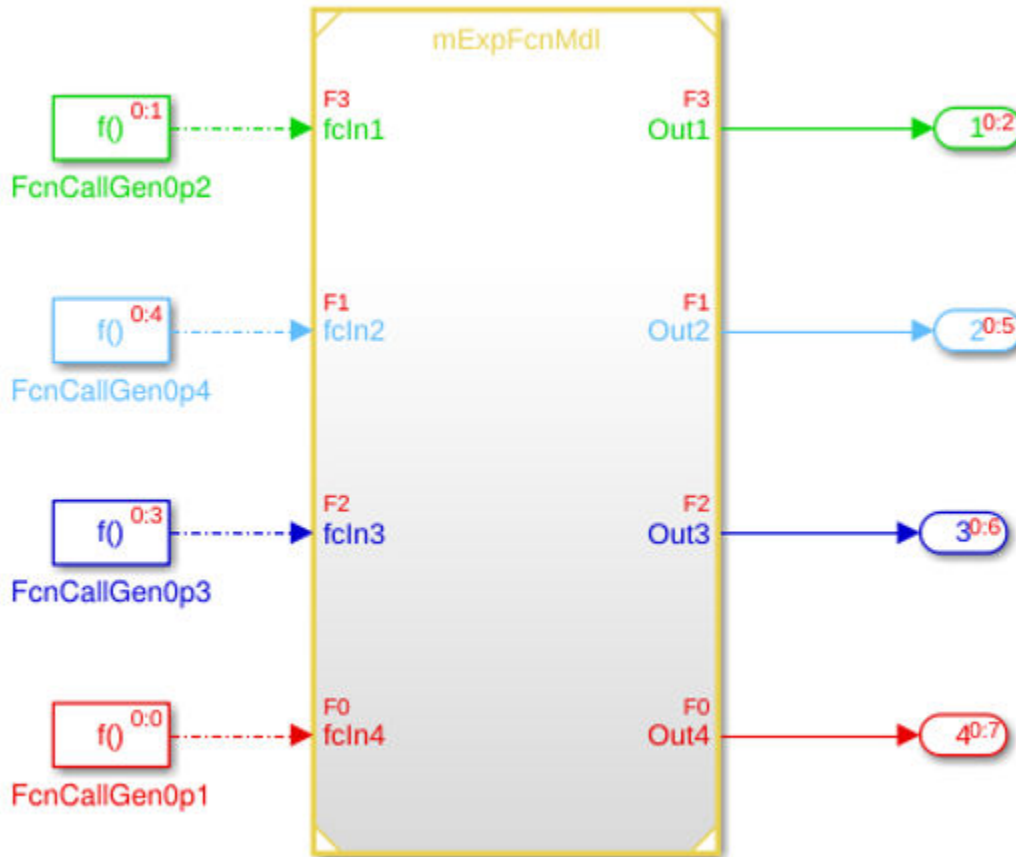 mExpFcnMdl
f() 0:1
FcnCallGen0p2
F3
fcIn1
F3
Out1
1 0:2
f() 0:4
FcnCallGen0p4
F1
fcIn2
F1
Out2
2 0:5
f() 0:3
FcnCallGen0p3
F2
fcIn3
F2
Out3
3 0:6
f() 0:0
FcnCallGen0p1
F0
fcIn4
F0
Out4
4 0:7